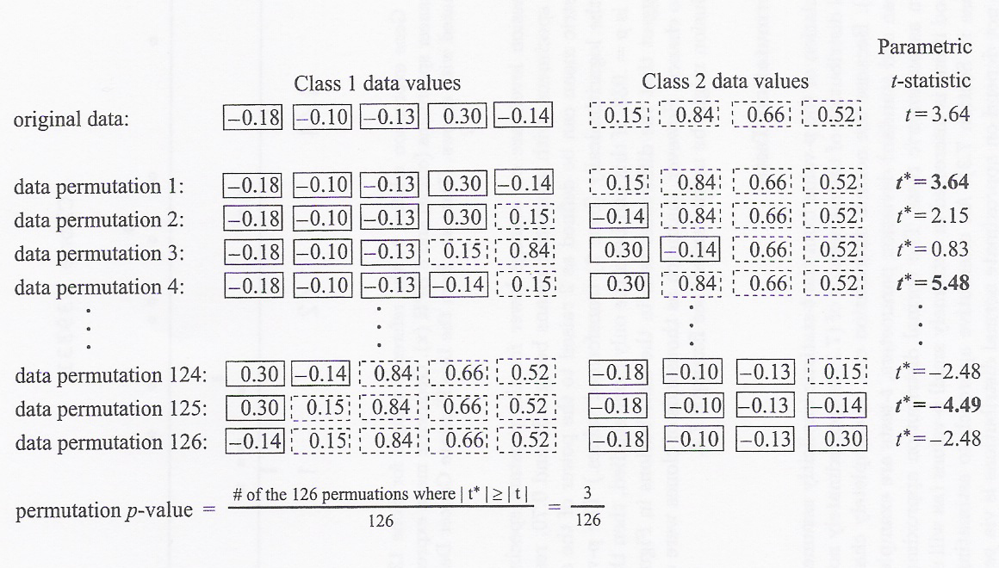 Parametric
Class 1 data values Class 2 data values t-statistic
original data: −0.18 −0.10 −0.13 0.30 −0.14 0.15 0.84 0.66 0.52 t=3.64
data permutation 1: −0.18 −0.10 −0.13 0.30 −0.14 0.15 0.84 0.66 0.52 t*=3.64
data permutation 2: −0.18 −0.10 −0.13 0.30 0.15 −0.14 0.84 0.66 0.52 t*=2.15
data permutation 3: −0.18 −0.10 −0.13 0.15 0.84 0.30 −0.14 0.66 0.52 t*=0.83
data permutation 4: −0.18 −0.10 −0.13 −0.14 0.15 0.30 0.84 0.66 0.52 t*=5.48
data permutation 124: 0.30 −0.14 0.84 0.66 0.52 −0.18 −0.10 −0.13 0.15 t*=−2.48
data permutation 125: 0.30 0.15 0.84 0.66 0.52 −0.18 −0.10 −0.13 −0.14 t*=−4.49
data permutation 126: −0.14 0.15 0.84 0.66 0.52 −0.18 −0.10 −0.13 0.30 t*=−2.48
# of the 126 permuations where | t* | ≥ | t | 3
permutation p-value = =
126 126